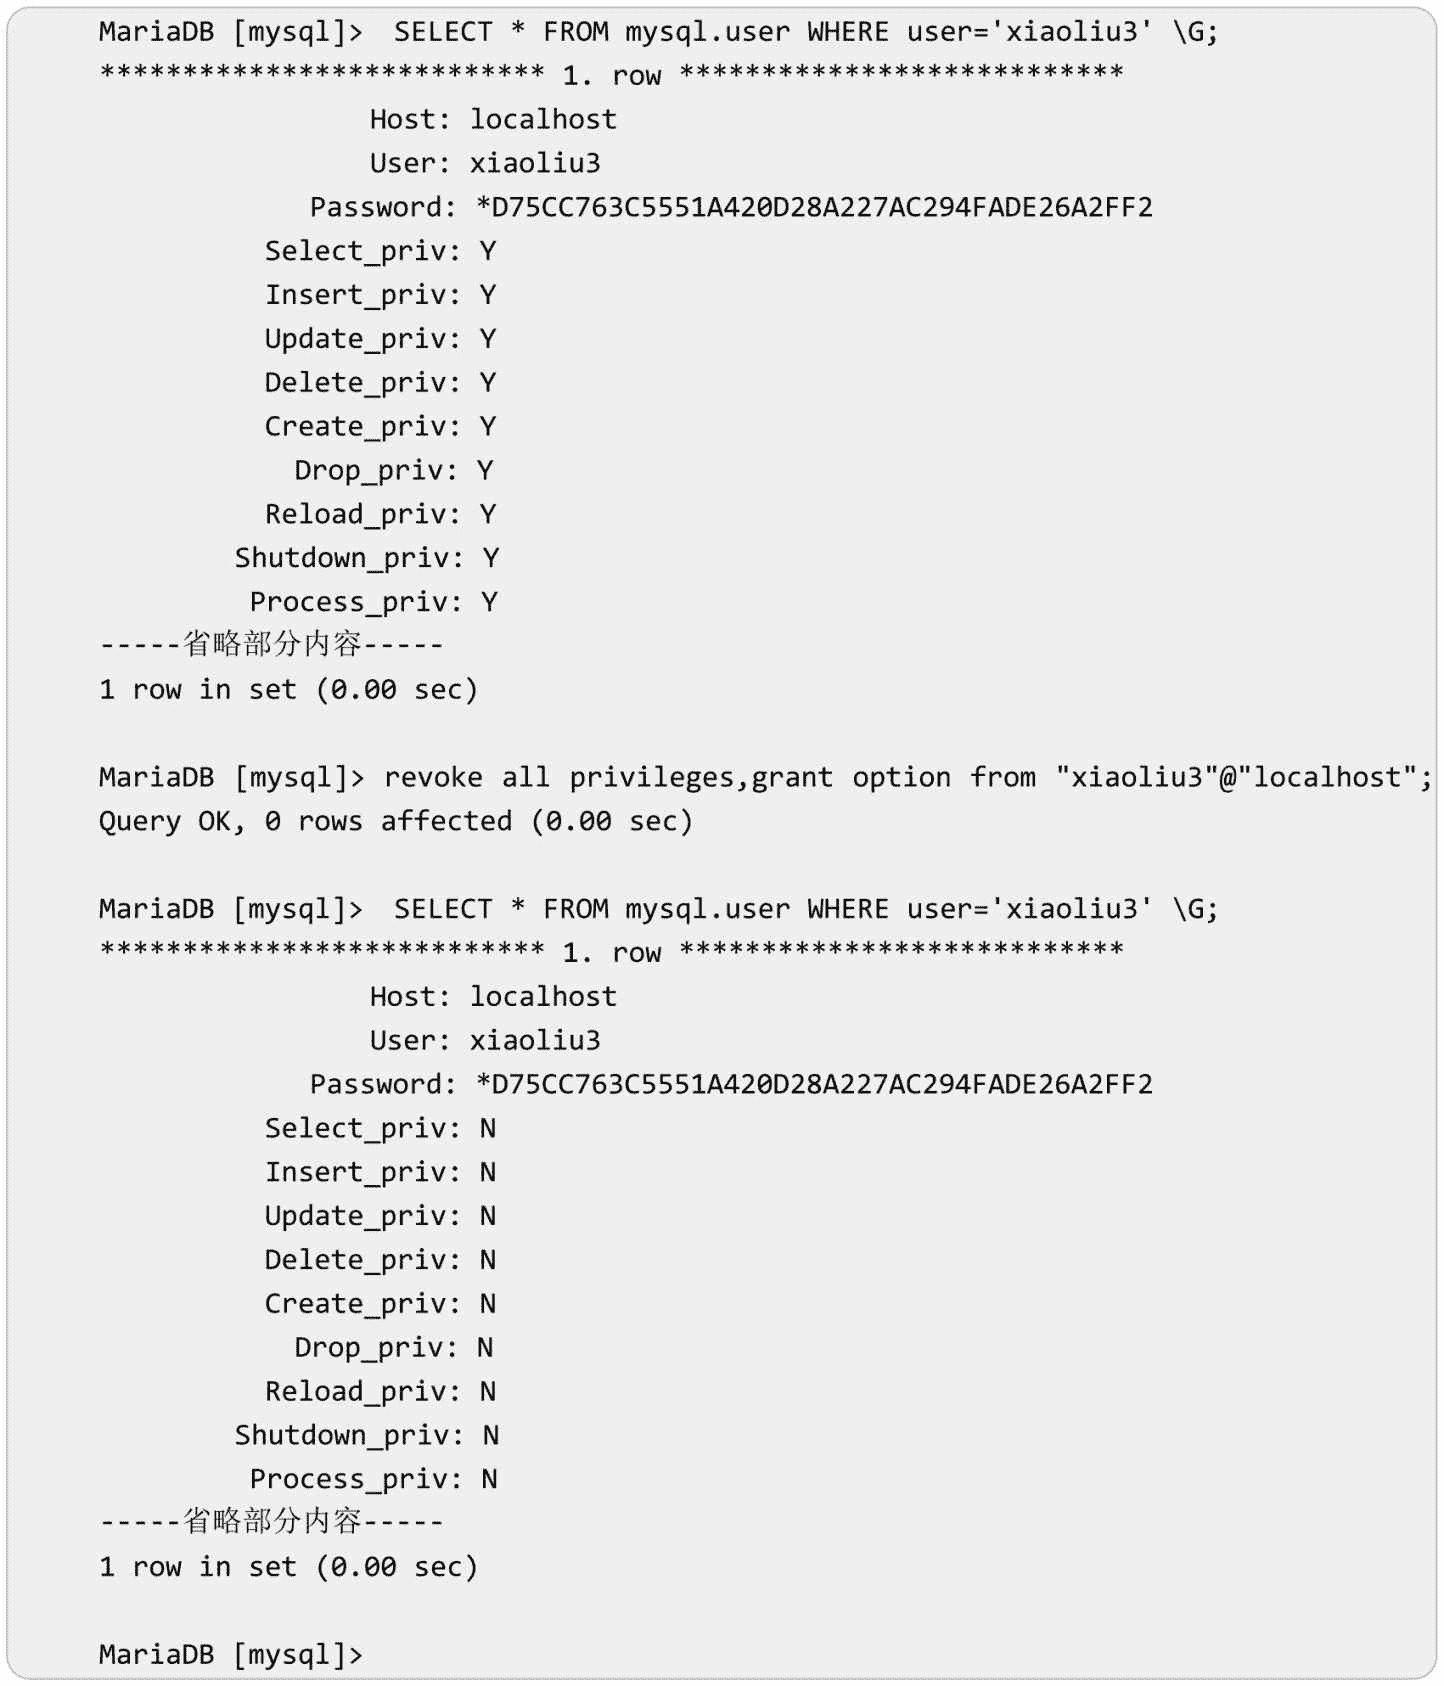 MariaDB [mysql]>  SELECT * FROM mysql.user WHERE user='xiaoliu3' \G;
*************************** 1. row ***************************
Host: localhost
User: xiaoliu3
Password: *D75CC763C5551A420D28A227AC294FADE26A2FF2
Select_priv: Y
Insert_priv: Y
Update_priv: Y
Delete_priv: Y
Create_priv: Y
Drop_priv: Y
Reload_priv: Y
Shutdown_priv: Y
Process_priv: Y
-----省略部分内容-----
1 row in set (0.00 sec)
MariaDB [mysql]> revoke all privileges,grant option from "xiaoliu3"@"localhost";
Query OK, 0 rows affected (0.00 sec)
MariaDB [mysql]>  SELECT * FROM mysql.user WHERE user='xiaoliu3' \G;
*************************** 1. row ***************************
Host: localhost
User: xiaoliu3
Password: *D75CC763C5551A420D28A227AC294FADE26A2FF2
Select_priv: N
Insert_priv: N
Update_priv: N
Delete_priv: N
Create_priv: N
Drop_priv: N
Reload_priv: N
Shutdown_priv: N
Process_priv: N
-----省略部分内容-----
1 row in set (0.00 sec)
MariaDB [mysql]>